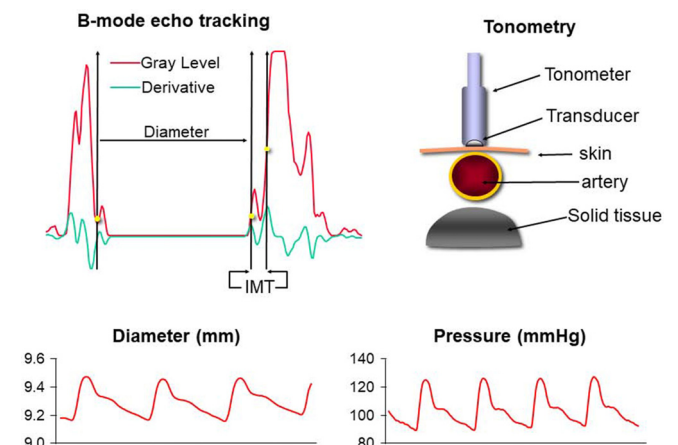 B-mode echo tracking
Gray Level
Derivative
Diameter
IMT
Tonometry
Tonometer
Transducer
skin
artery
Solid tissue
Diameter (mm)
9.6
9.4
9.2
9.0
Pressure (mmHg)
140
120
100
80